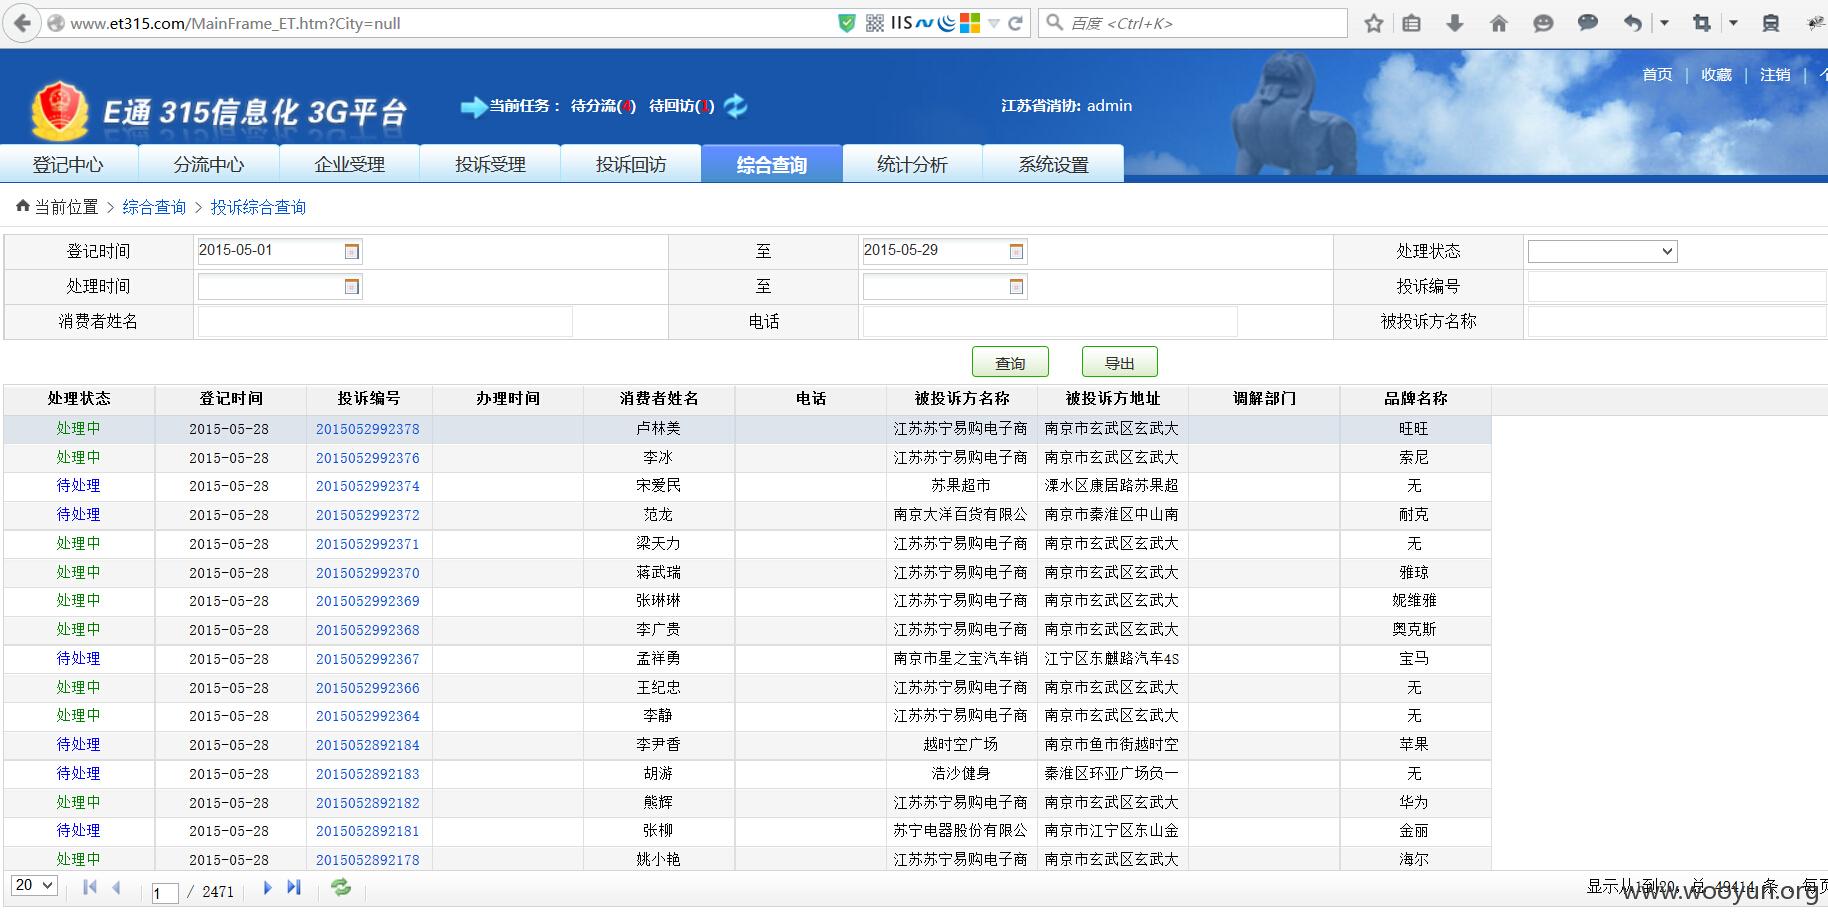 www.et315.com/MainFrame_ET.htm?City=null IIS 百度 <Ctrl+K>
首页 | 收藏 | 注销 |
E通 315信息化 3G平台 当前任务： 待分流(4) 待回访(1) 江苏省消协: admin
登记中心 分流中心 企业受理 投诉受理 投诉回访 综合查询 统计分析 系统设置
当前位置 > 综合查询 > 投诉综合查询
登记时间 2015-05-01 至 2015-05-29 处理状态
处理时间 至 投诉编号
消费者姓名 电话 被投诉方名称
查询 导出
处理状态 登记时间 投诉编号 办理时间 消费者姓名 电话 被投诉方名称 被投诉方地址 调解部门 品牌名称
处理中 2015-05-28 2015052992378 卢林美 江苏苏宁易购电子商 南京市玄武区玄武大 旺旺
处理中 2015-05-28 2015052992376 李冰 江苏苏宁易购电子商 南京市玄武区玄武大 索尼
待处理 2015-05-28 2015052992374 宋爱民 苏果超市 溧水区康居路苏果超 无
待处理 2015-05-28 2015052992372 范龙 南京大洋百货有限公 南京市秦淮区中山南 耐克
处理中 2015-05-28 2015052992371 梁天力 江苏苏宁易购电子商 南京市玄武区玄武大 无
处理中 2015-05-28 2015052992370 蒋武瑞 江苏苏宁易购电子商 南京市玄武区玄武大 雅琼
处理中 2015-05-28 2015052992369 张琳琳 江苏苏宁易购电子商 南京市玄武区玄武大 妮维雅
处理中 2015-05-28 2015052992368 李广贵 江苏苏宁易购电子商 南京市玄武区玄武大 奥克斯
待处理 2015-05-28 2015052992367 孟祥勇 南京市星之宝汽车销 江宁区东麒路汽车4S 宝马
处理中 2015-05-28 2015052992366 王纪忠 江苏苏宁易购电子商 南京市玄武区玄武大 无
处理中 2015-05-28 2015052992364 李静 江苏苏宁易购电子商 南京市玄武区玄武大 无
待处理 2015-05-28 2015052892184 李尹香 越时空广场 南京市鱼市街越时空 苹果
待处理 2015-05-28 2015052892183 胡游 浩沙健身 秦淮区环亚广场负一 无
处理中 2015-05-28 2015052892182 熊辉 江苏苏宁易购电子商 南京市玄武区玄武大 华为
待处理 2015-05-28 2015052892181 张柳 苏宁电器股份有限公 南京市江宁区东山金 金丽
处理中 2015-05-28 2015052892178 姚小艳 江苏苏宁易购电子商 南京市玄武区玄武大 海尔
20 1 / 2471 显示从1到20，总 49414 条 。每页
www.wooyun.org